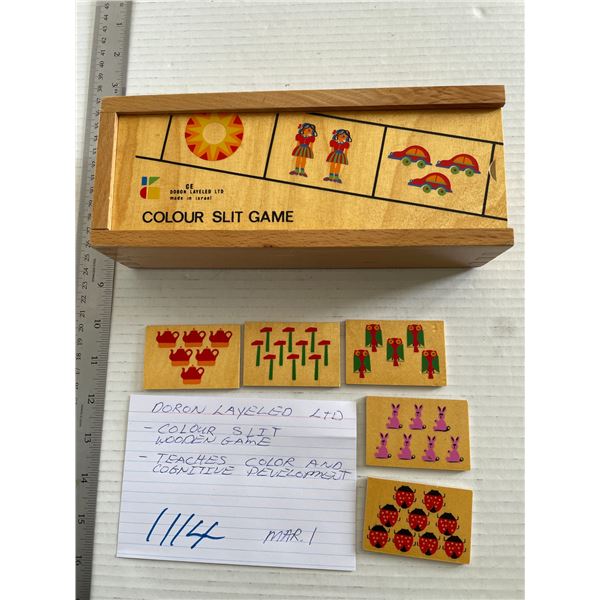 GE
DORON LAYELED LTD
made in israel
COLOUR SLIT GAME
DORON LAYELED LTD
- COLOUR SLIT
WOODEN GAME
- TEACHES COLOR AND
COGNITIVE DEVELOPMENT
1114 MAR. 1